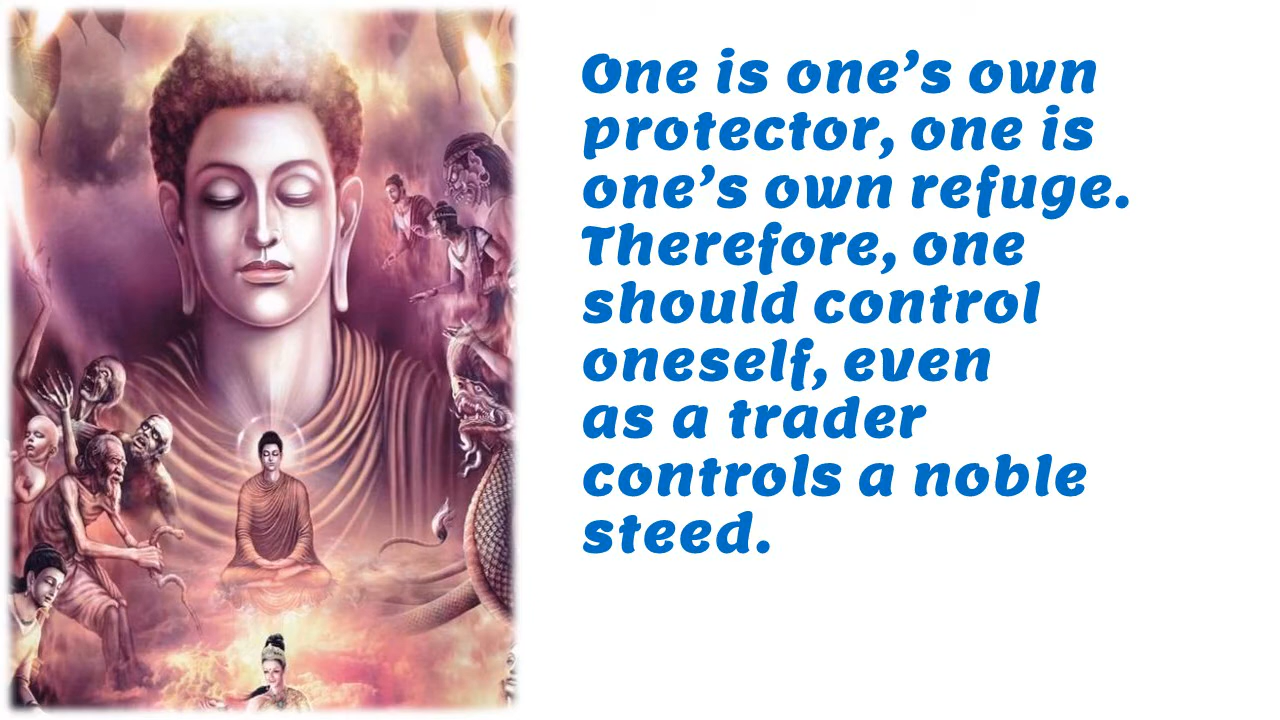 One is one’s own
protector, one is
one’s own refuge.
Therefore, one
should control
oneself, even
as a trader
controls a noble
steed.